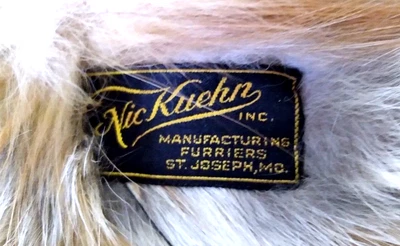 Nic Kuehn
INC.
MANUFACTURING
FURRIERS
ST. JOSEPH, MO.